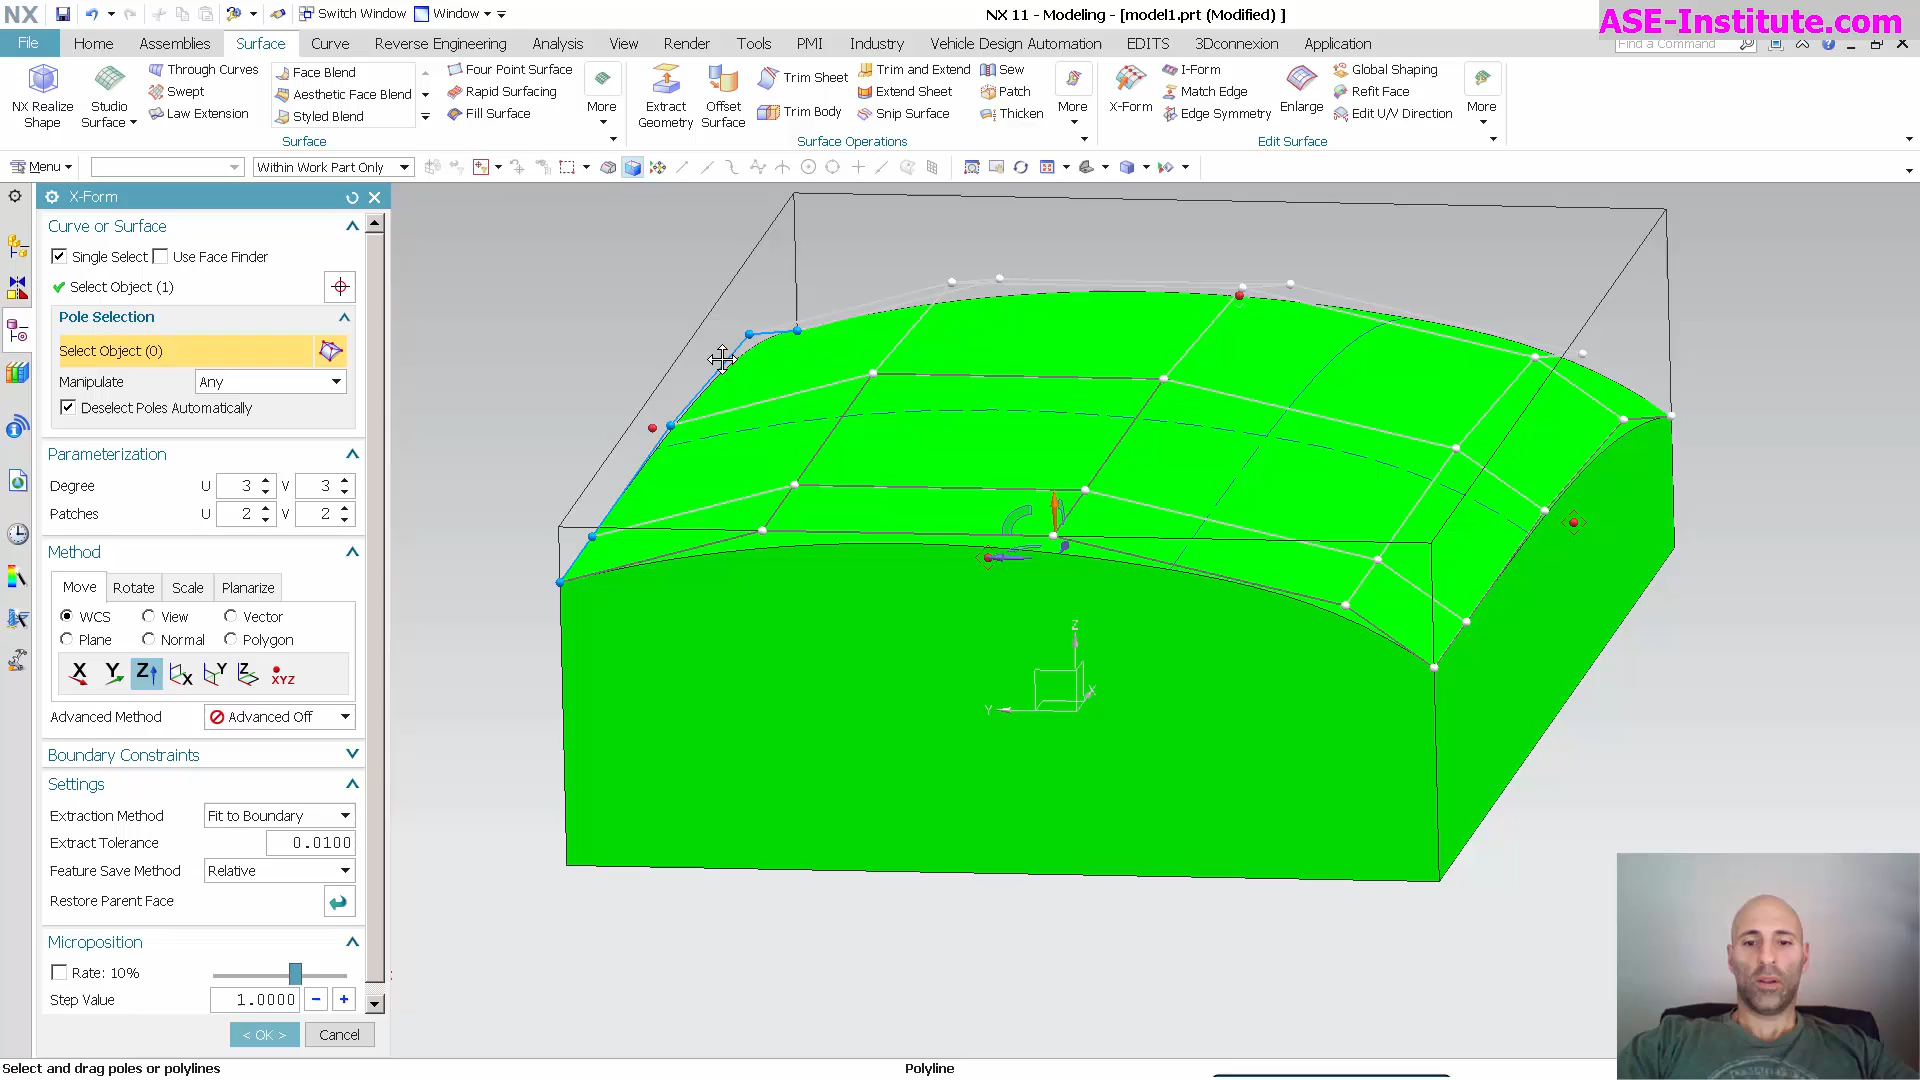 NX
Switch Window
Window
NX 11 - Modeling - [model1.prt (Modified) ]
ASE-Institute.com
File
Home
Assemblies
Surface
Curve
Reverse Engineering
Analysis
View
Render
Tools
PMI
Industry
Vehicle Design Automation
EDITS
3Dconnexion
Application
Find a Command
NX Realize
Shape
Studio
Surface
Through Curves
Swept
Law Extension
Face Blend
Aesthetic Face Blend
Styled Blend
Four Point Surface
Rapid Surfacing
Fill Surface
More
Extract
Geometry
Offset
Surface
Trim Sheet
Trim Body
Trim and Extend
Extend Sheet
Snip Surface
Sew
Patch
Thicken
More
X-Form
I-Form
Match Edge
Edge Symmetry
Enlarge
Global Shaping
Refit Face
Edit U/V Direction
More
Surface
Surface Operations
Edit Surface
Menu
Within Work Part Only
X-Form
Curve or Surface
Single Select
Use Face Finder
Select Object (1)
Pole Selection
Select Object (0)
Manipulate
Any
Deselect Poles Automatically
Parameterization
Degree U 3 V 3
Patches U 2 V 2
Method
Move
Rotate
Scale
Planarize
WCS
View
Vector
Plane
Normal
Polygon
X
Y
Z
X
Y
Z
XYZ
Advanced Method
Advanced Off
Boundary Constraints
Settings
Extraction Method
Fit to Boundary
Extract Tolerance
0.0100
Feature Save Method
Relative
Restore Parent Face
Microposition
Rate: 10%
Step Value
1.0000
< OK >
Cancel
Z
X
Y
Select and drag poles or polylines
Polyline